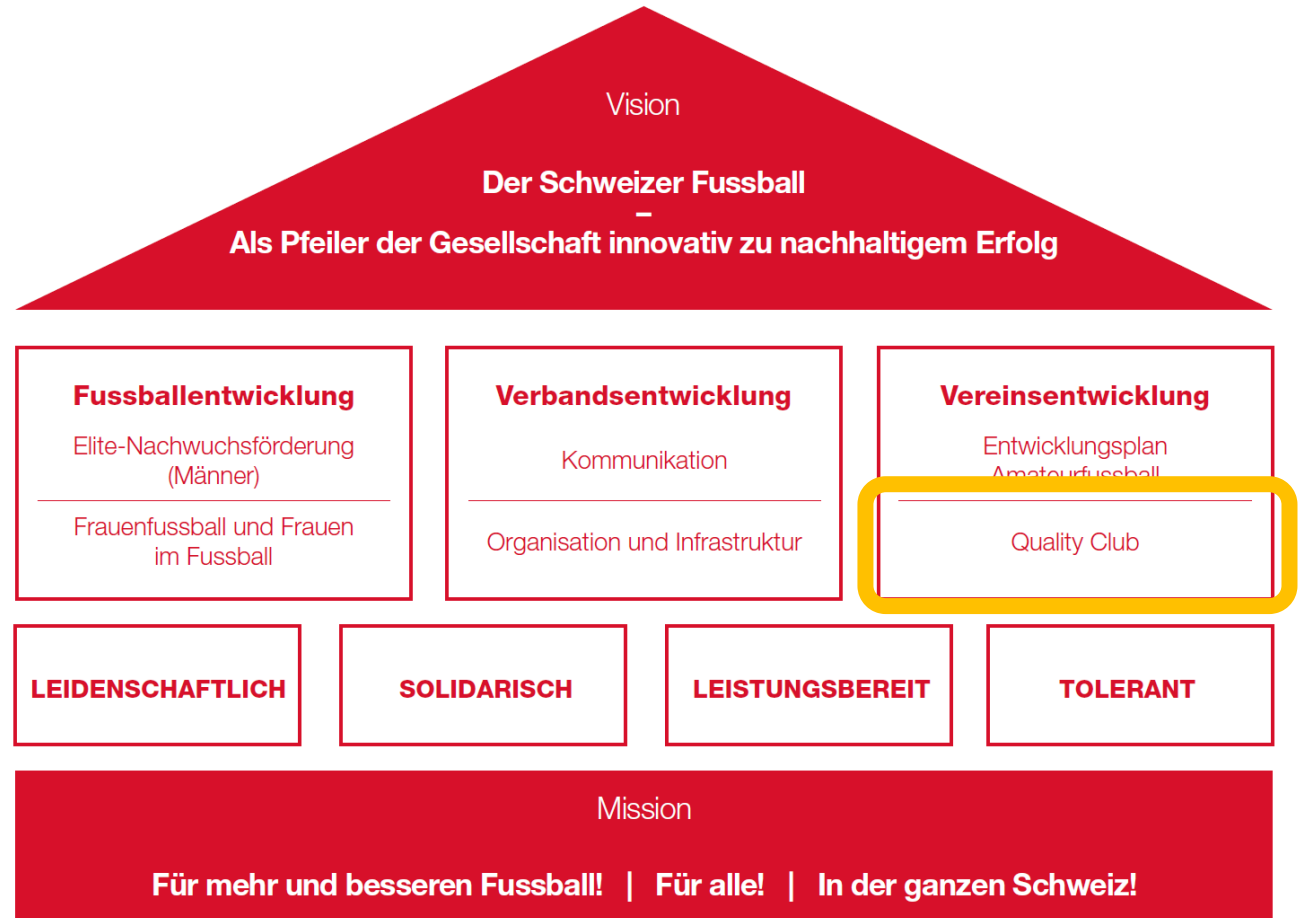 Vision
Der Schweizer Fussball
–
Als Pfeiler der Gesellschaft innovativ zu nachhaltigem Erfolg
Fussballentwicklung
Elite-Nachwuchsförderung
(Männer)
Frauenfussball und Frauen
im Fussball
Verbandsentwicklung
Kommunikation
Organisation und Infrastruktur
Vereinsentwicklung
Entwicklungsplan
Amateurfussball
Quality Club
LEIDENSCHAFTLICH
SOLIDARISCH
LEISTUNGSBEREIT
TOLERANT
Mission
Für mehr und besseren Fussball! | Für alle! | In der ganzen Schweiz!